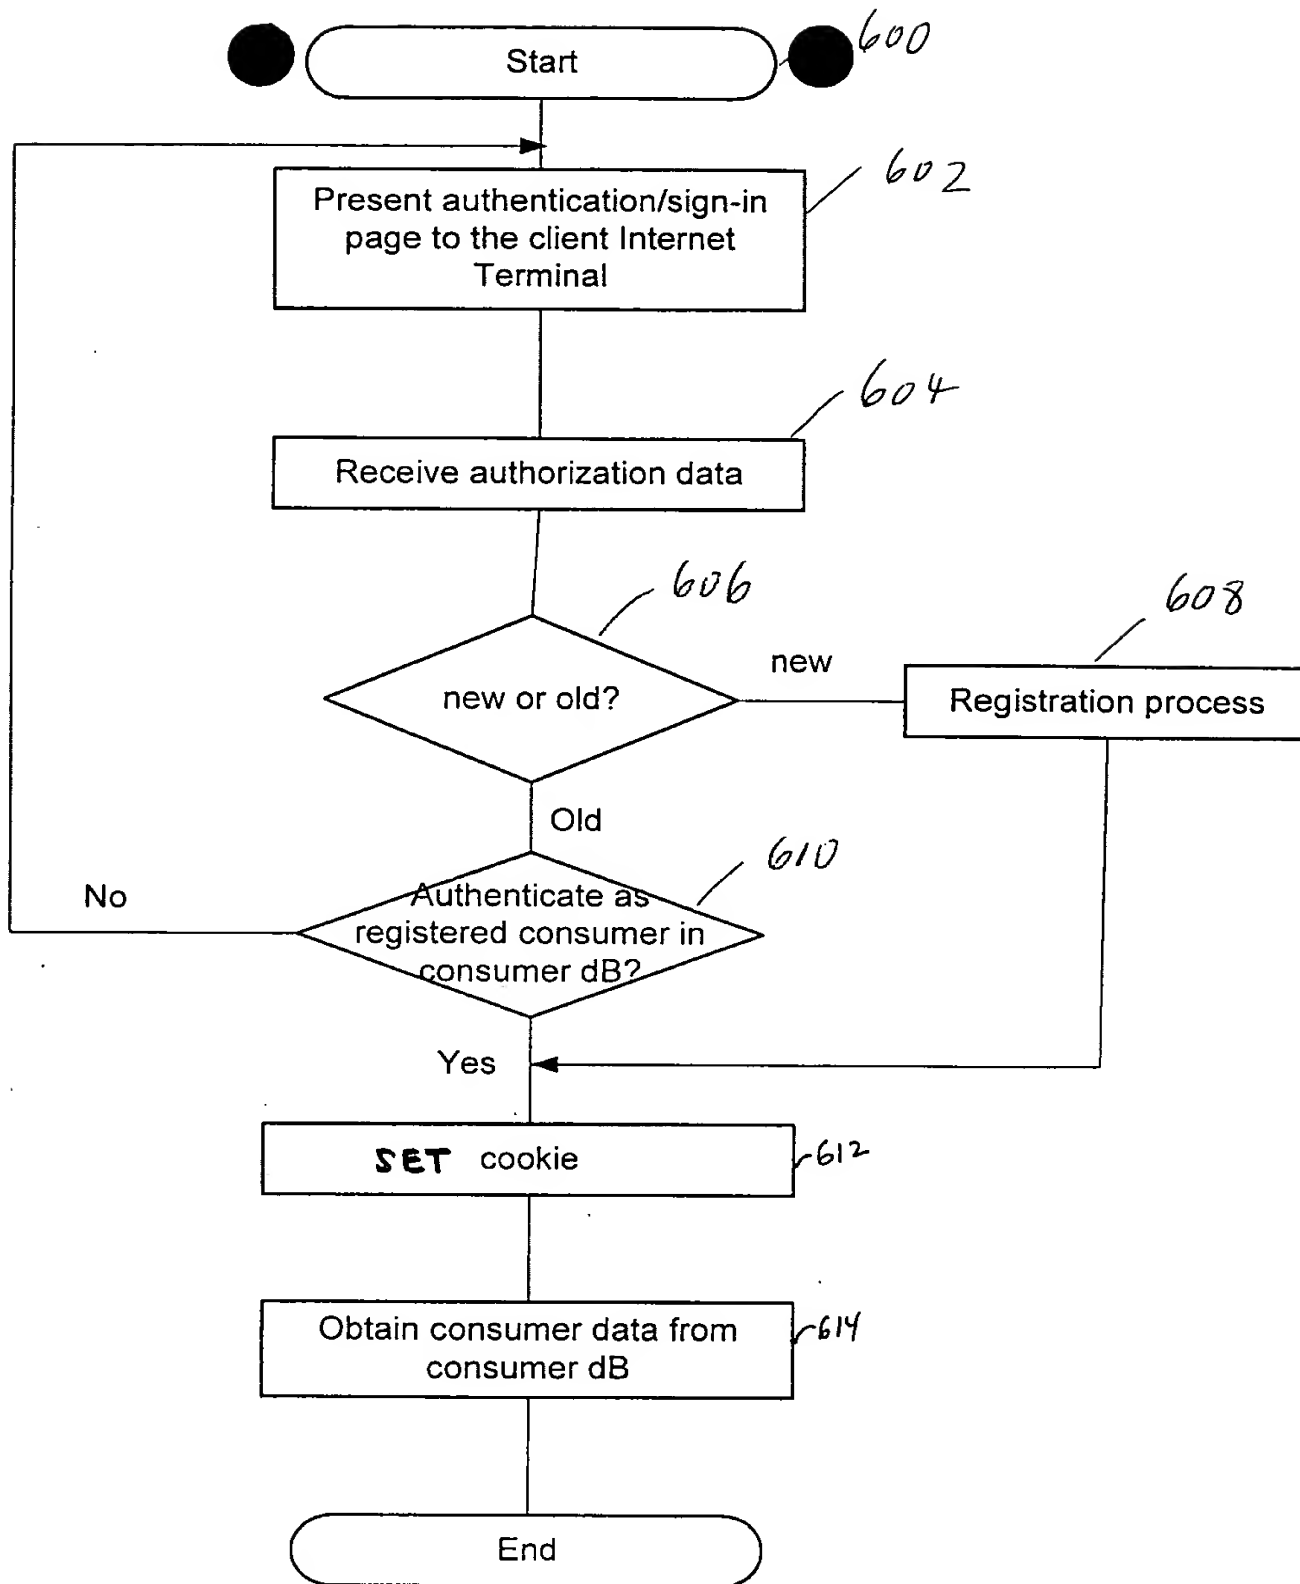 Start
600
602
Present authentication/sign-in
page to the client Internet
Terminal
604
Receive authorization data
606
608
new
new or old?
Registration process
Old
610
No
Authenticate as
registered consumer in
consumer dB?
Yes
SET cookie
612
Obtain consumer data from
consumer dB
614
End